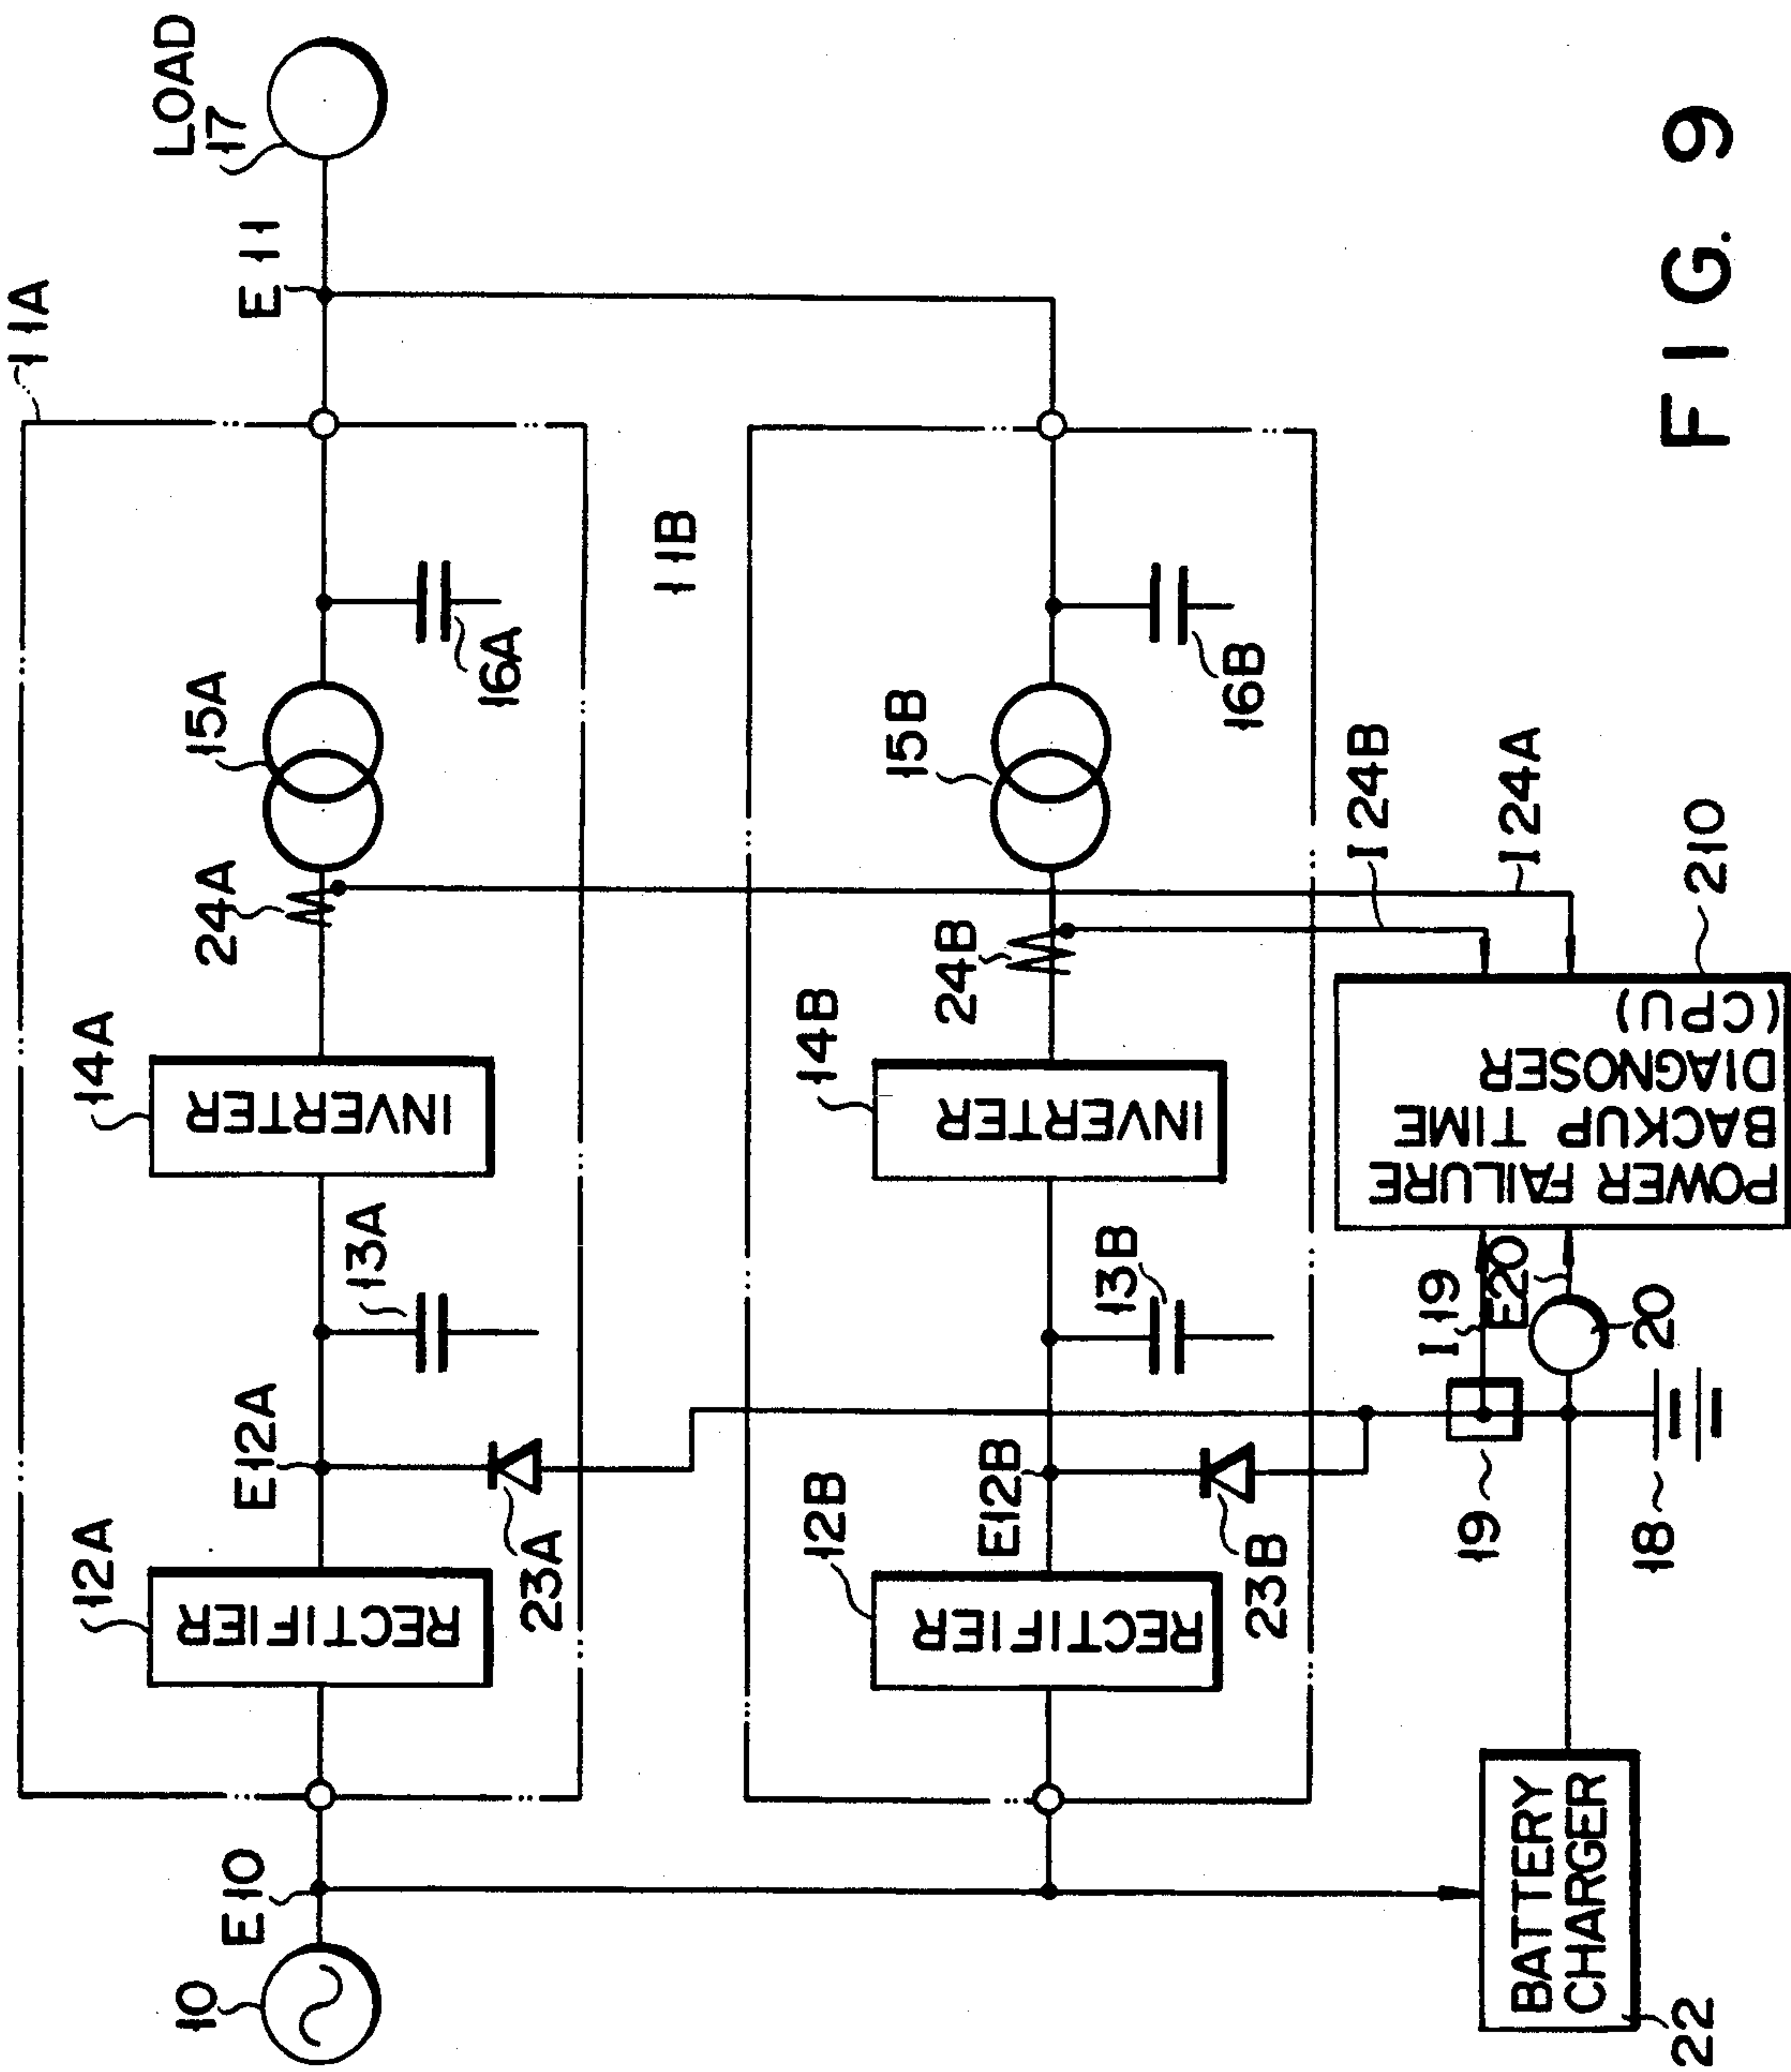 11A
LOAD
17
E11
15A
16A
24A
14A
INVERTER
13A
E12A
12A
RECTIFIER
23A
E10
10
11B
15B
16B
24B
14B
INVERTER
13B
E12B
12B
RECTIFIER
23B
I24B
I24A
210
POWER FAILURE
BACKUP TIME
DIAGNOSER
(CPU)
I19
E20
20
19
18
BATTERY
CHARGER
22
FIG. 9